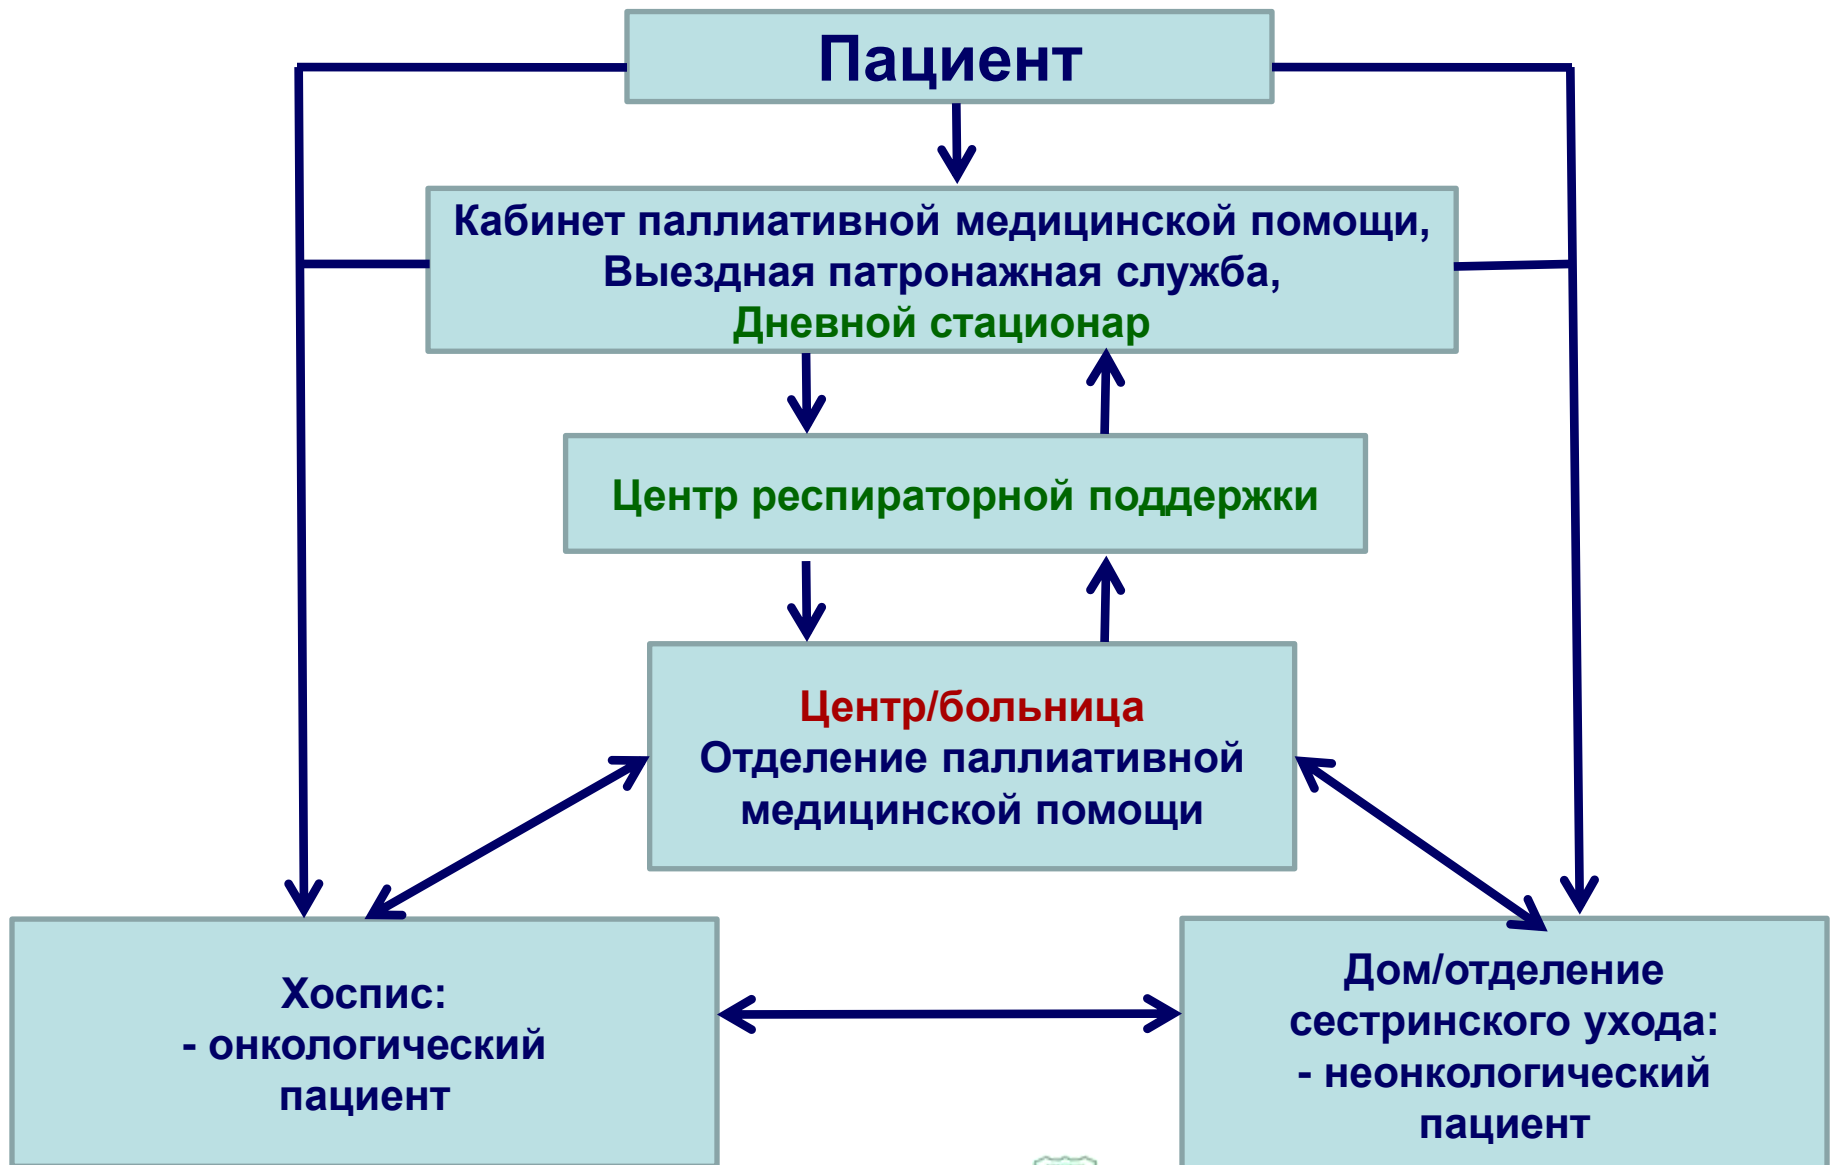 Пациент
Кабинет паллиативной медицинской помощи,
Выездная патронажная служба,
Дневной стационар
Центр респираторной поддержки
Центр/больница
Отделение паллиативной
медицинской помощи
Хоспис:
- онкологический
пациент
Дом/отделение
сестринского ухода:
- неонкологический
пациент